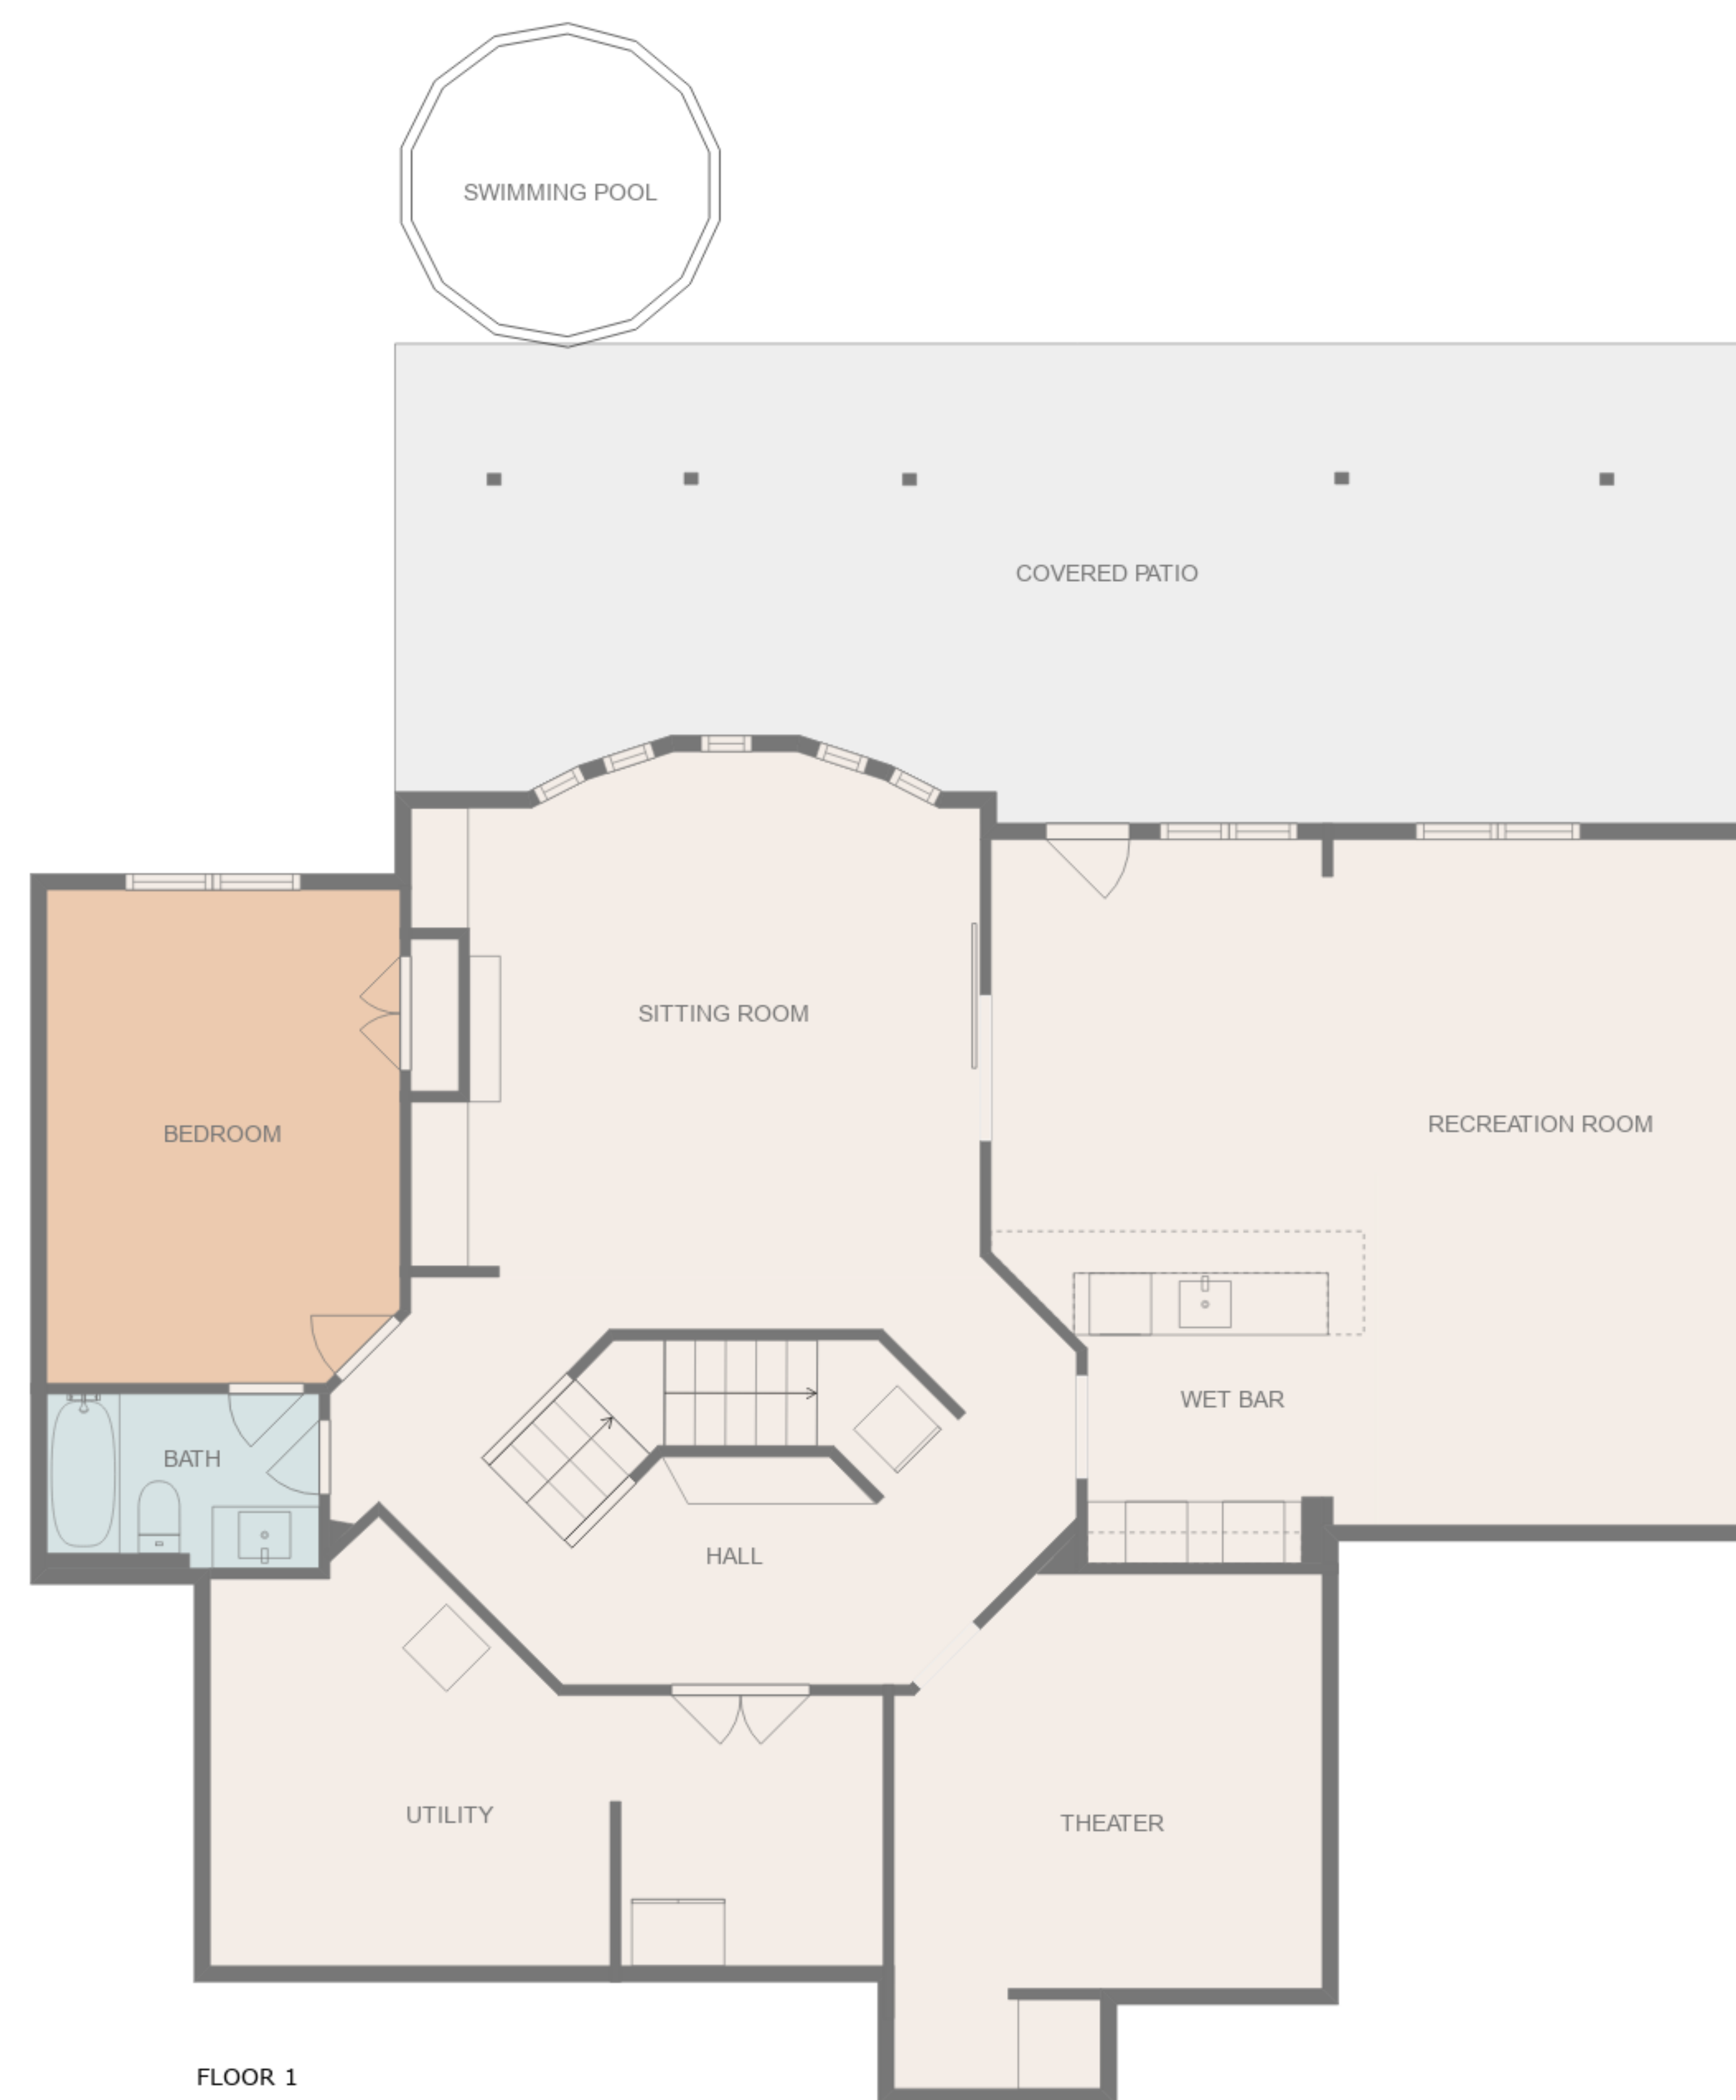 SWIMMING POOL
COVERED PATIO
SITTING ROOM
RECREATION ROOM
BEDROOM
WET BAR
BATH
HALL
UTILITY
THEATER
FLOOR 1